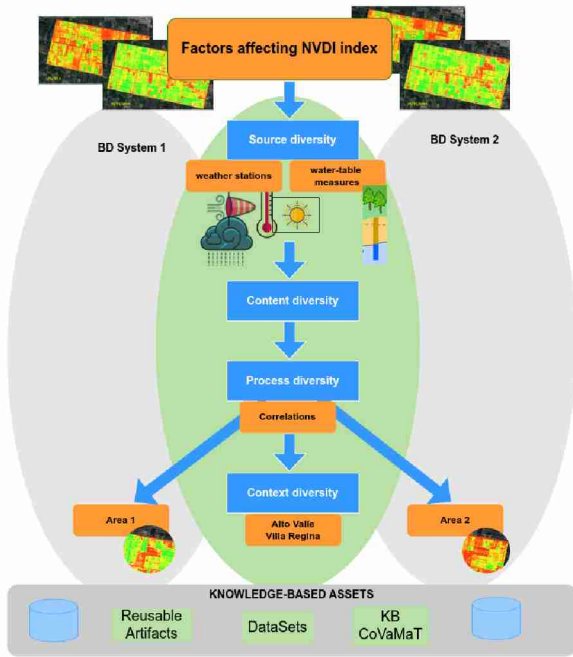 Factors affecting NVDI index
BD System 1
BD System 2
Source diversity
weather stations
water-table
measures
Content diversity
Process diversity
Correlations
Context diversity
Area 1
Alto Valle
Villa Regina
Area 2
KNOWLEDGE-BASED ASSETS
Reusable
Artifacts
DataSets
KB
CoVaMaT